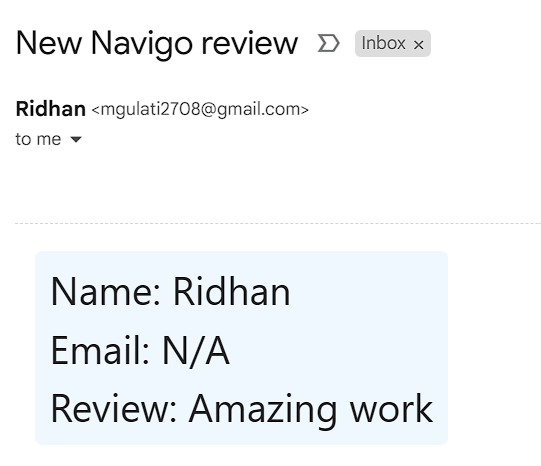 New Navigo review Inbox ×
Ridhan <mgulati2708@gmail.com>
to me
Name: Ridhan
Email: N/A
Review: Amazing work